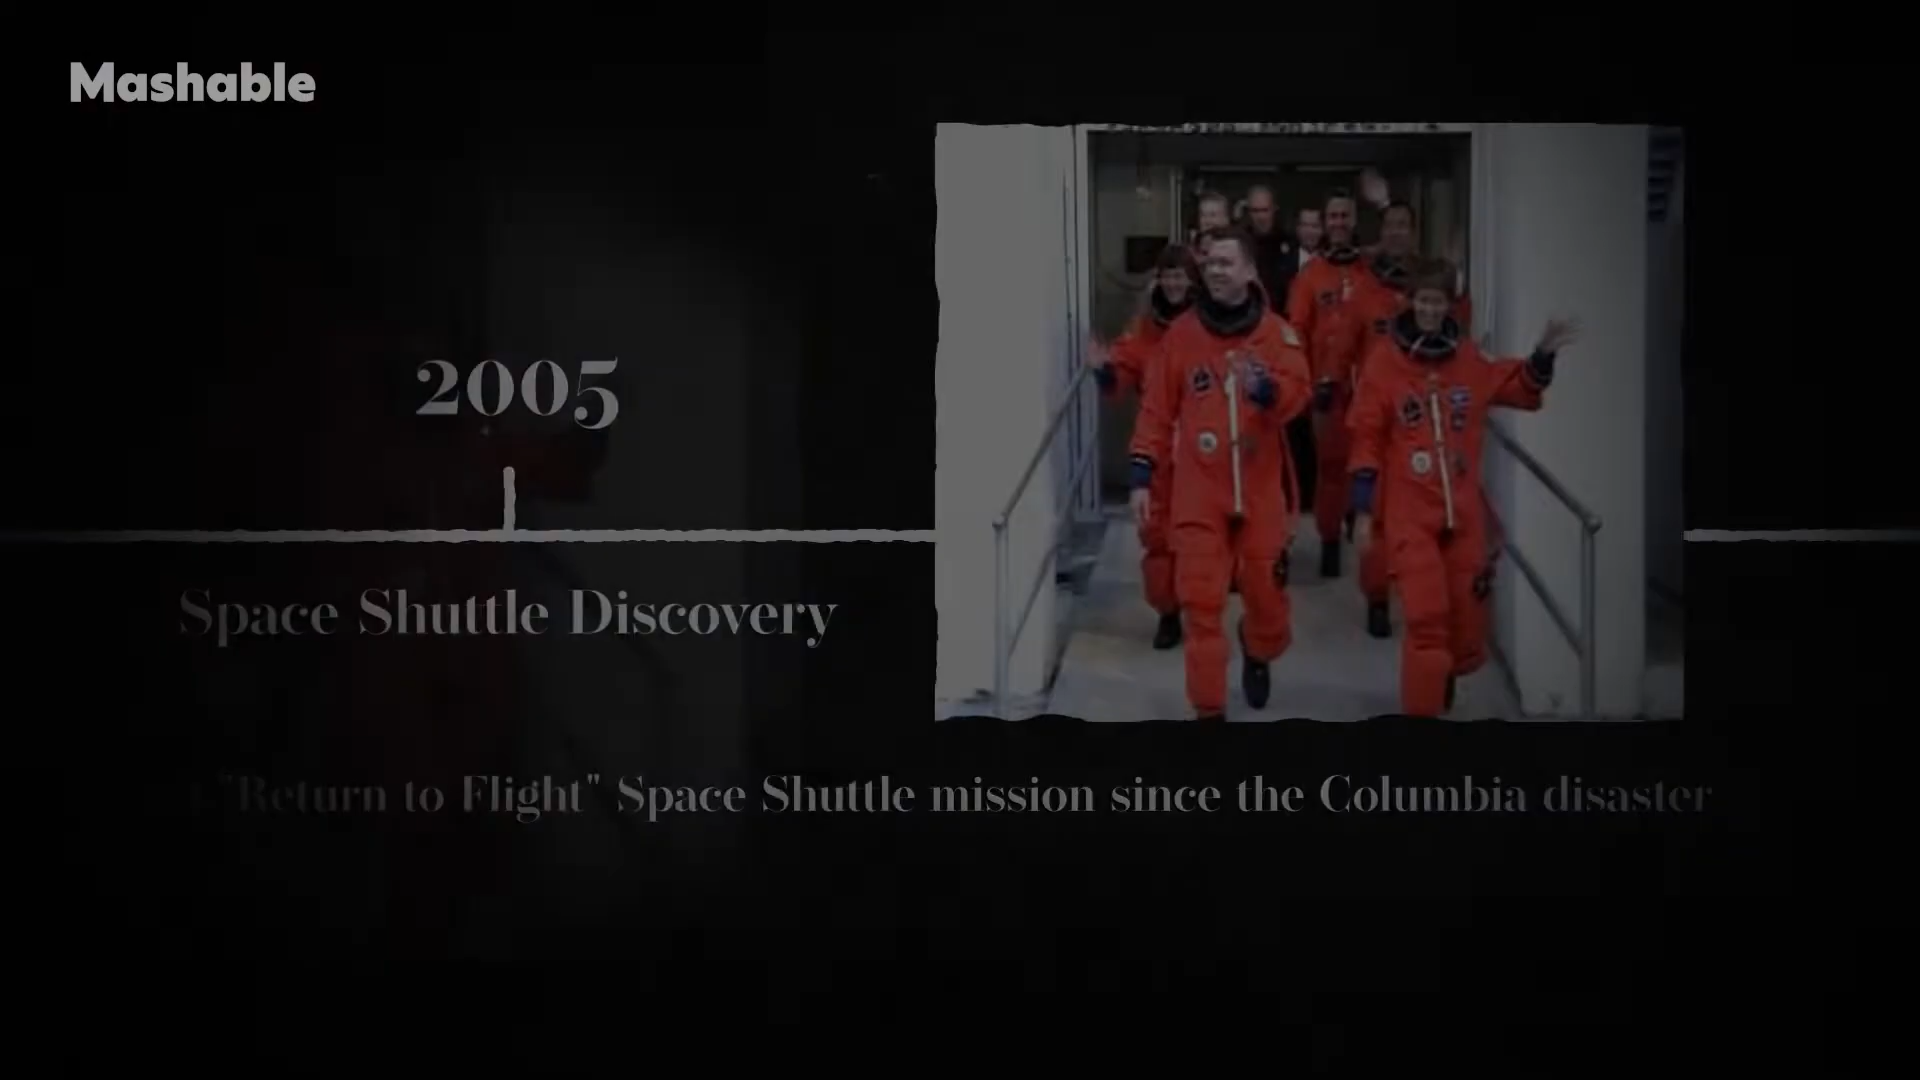 Mashable
2005
Space Shuttle Discovery
"Return to Flight" Space Shuttle mission since the Columbia disaster